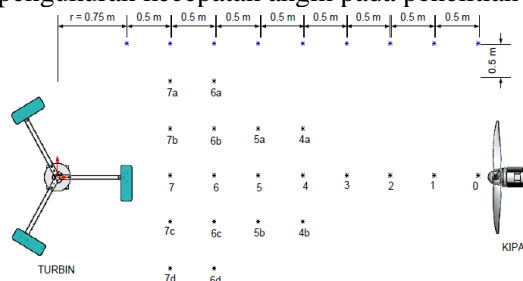 pengukuran kecepatan angin pada penelitian
r = 0.75 m 0.5 m 0.5 m 0.5 m 0.5 m 0.5 m 0.5 m 0.5 m 0.5 m
0.5 m
7a 6a
7b 6b 5a 4a
7 6 5 4 3 2 1 0
7c 6c 5b 4b
KIPA
TURBIN
7d 6d